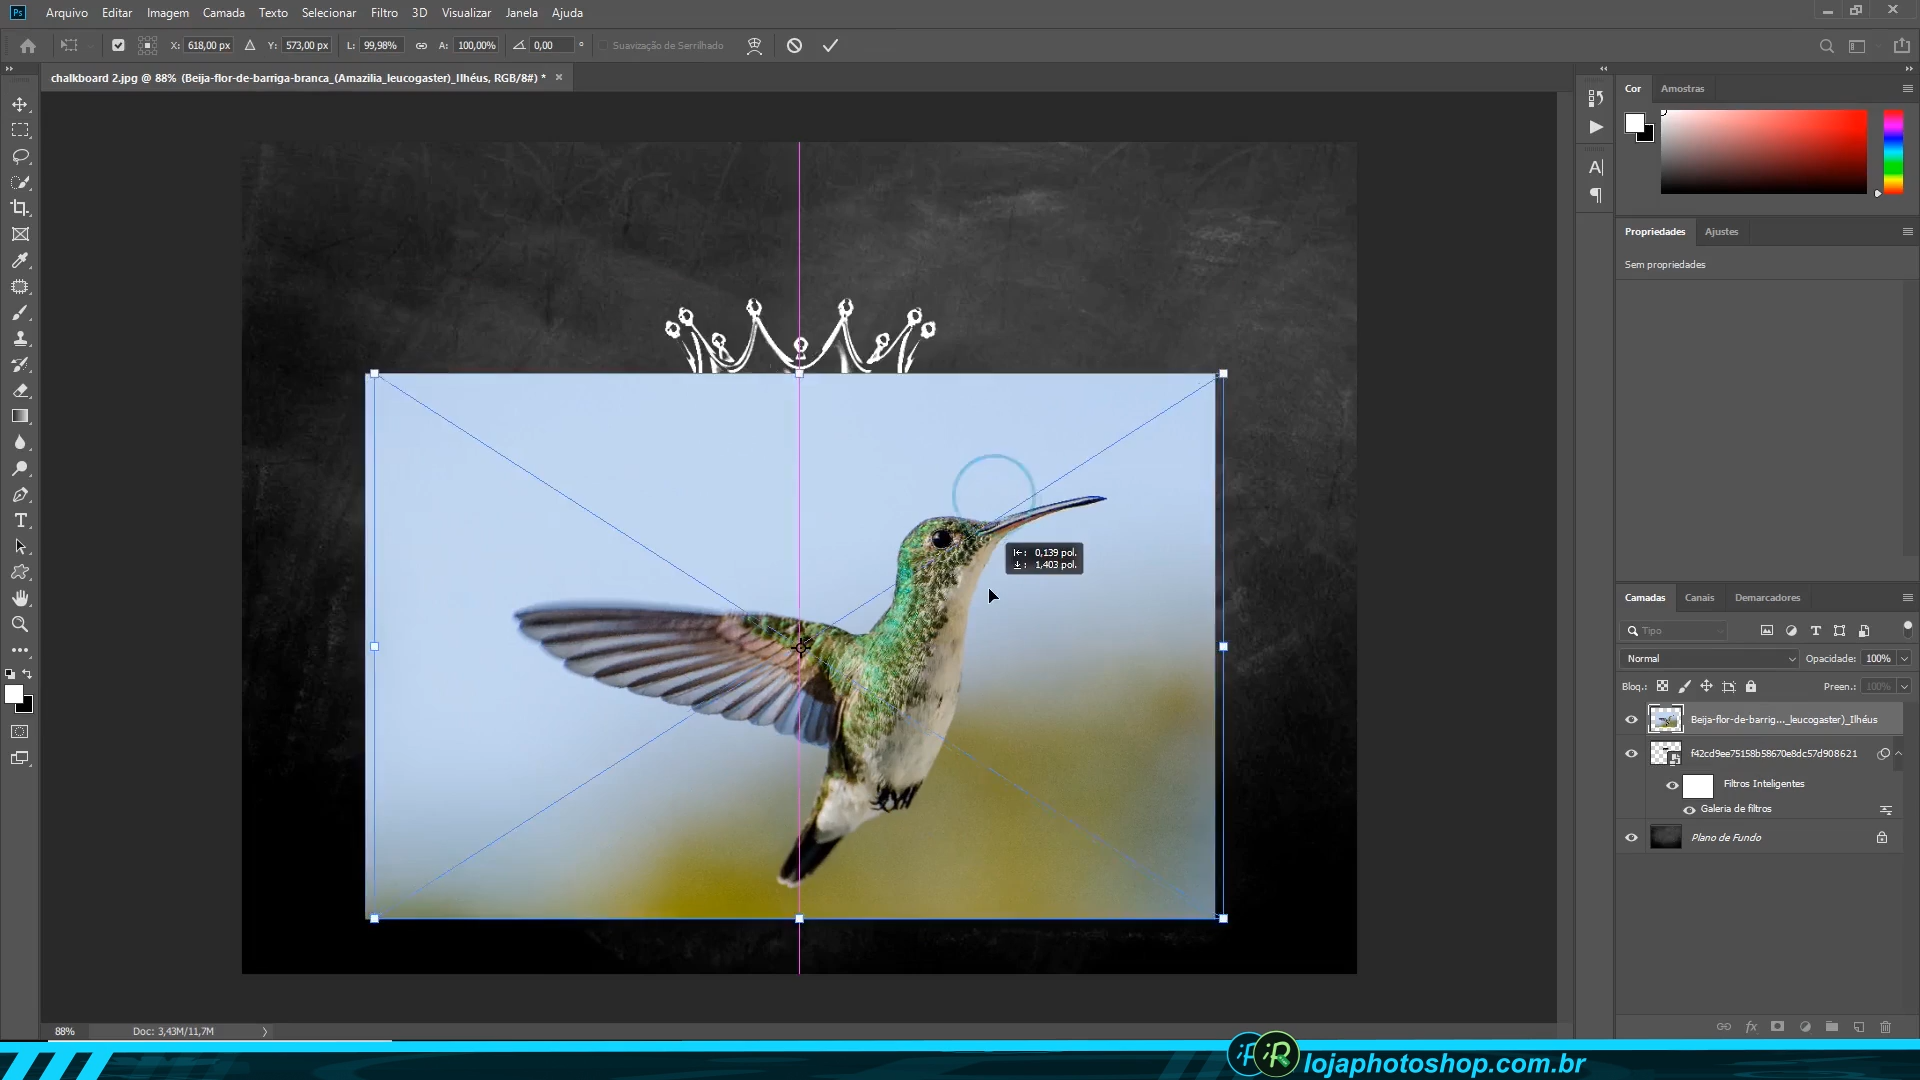 Ps Arquivo Editar Imagem Camada Texto Selecionar Filtro 3D Visualizar Janela Ajuda
X: 618,00 px Y: 573,00 px L: 99,98% A: 100,00% 0,00 ° Suavização de Serrilhado
chalkboard 2.jpg @ 88% (Beija-flor-de-barriga-branca_(Amazilia_leucogaster)_Ilhéus, RGB/8#) *
Cor Amostras
Propriedades Ajustes
Sem propriedades
0,139 pol.
1,403 pol.
Camadas Canais Demarcadores
Tipo
Normal Opacidade: 100%
Bloq.: Preen.: 100%
Beija-flor-de-barrig..._leucogaster)_Ilhéus
f42cd9ee75158b58670e8dc57d908621
Filtros Inteligentes
Galeria de filtros
Plano de Fundo
88% Doc: 3,43M/11,7M
iR lojaphotoshop.com.br